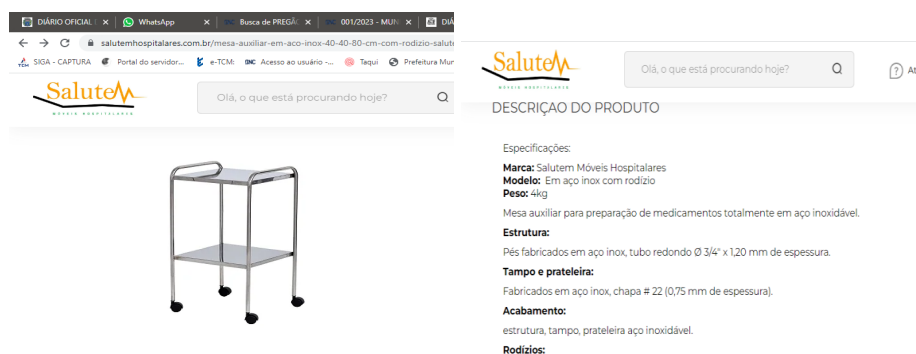 DIÁRIO OFICIAL
WhatsApp
Busca de PREGÃ
001/2023 - MUN
DIÁ
salutemhospitalares.com.br/mesa-auxiliar-em-aco-inox-40-40-80-cm-com-rodizio-salute
SIGA - CAPTURA
Portal do servidor...
e-TCM:
BNC Acesso ao usuário -...
Taqui
Prefeitura Mun
Salutem
MÓVEIS HOSPITALARES
Olá, o que está procurando hoje?
Salutem
MÓVEIS HOSPITALARES
Olá, o que está procurando hoje?
? At
DESCRIÇAO DO PRODUTO
Especificações:
Marca: Salutem Móveis Hospitalares
Modelo: Em aço inox com rodízio
Peso: 4kg
Mesa auxiliar para preparação de medicamentos totalmente em aço inoxidável.
Estrutura:
Pés fabricados em aço inox, tubo redondo Ø 3/4" x 1,20 mm de espessura.
Tampo e prateleira:
Fabricados em aço inox, chapa # 22 (0,75 mm de espessura).
Acabamento:
estrutura, tampo, prateleira aço inoxidável.
Rodízios: